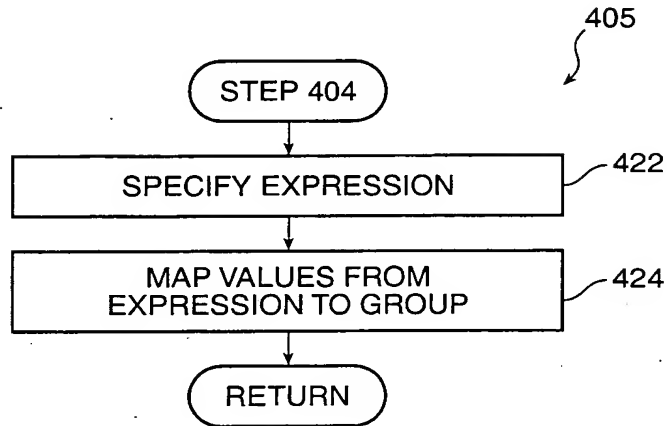 405
STEP 404
SPECIFY EXPRESSION
422
MAP VALUES FROM
EXPRESSION TO GROUP
424
RETURN